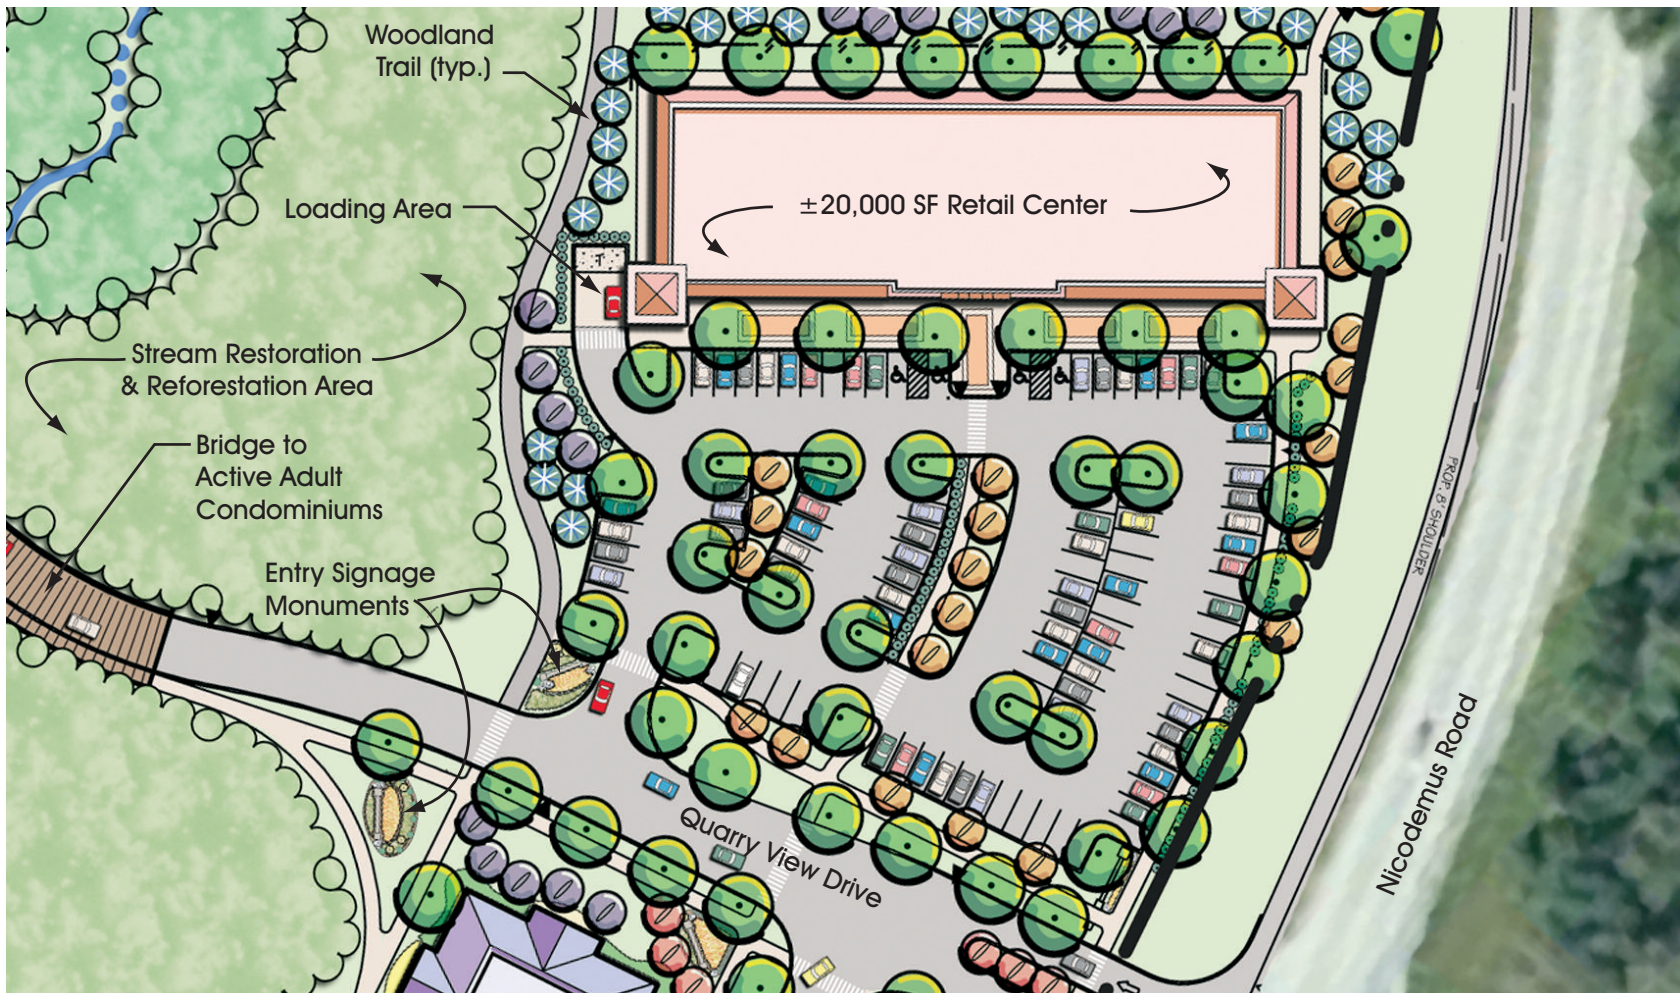 Woodland
Trail (typ.)
Loading Area
±20,000 SF Retail Center
Stream Restoration
& Reforestation Area
Bridge to
Active Adult
Condominiums
Entry Signage
Monuments
PROP. 8' SHOULDER
Nicodemus Road
Quarry View Drive
T